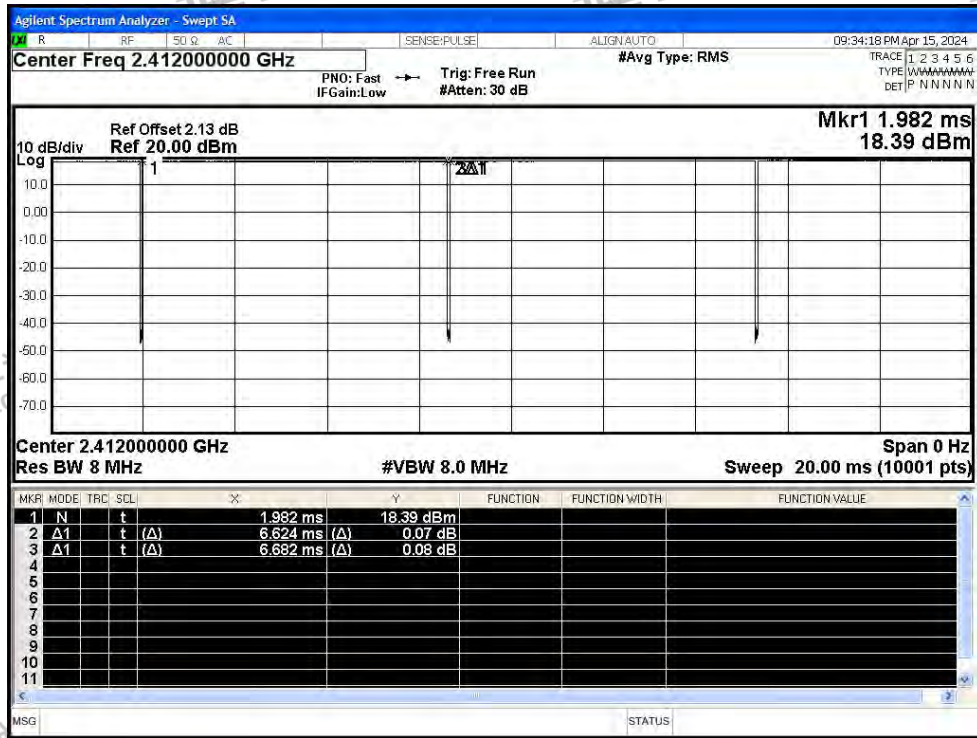 Agilent Spectrum Analyzer - Swept SA
LXI R RF 50 Ω AC SENSE:PULSE ALIGN AUTO 09:34:18 PM Apr 15, 2024
Center Freq 2.412000000 GHz #Avg Type: RMS TRACE 1 2 3 4 5 6
PNO: Fast Trig: Free Run TYPE WWWWWW
IFGain:Low #Atten: 30 dB DET P N N N N N
Mkr1 1.982 ms
Ref Offset 2.13 dB
10 dB/div Ref 20.00 dBm 18.39 dBm
Log
1 2Δ1
10.0
0.00
-10.0
-20.0
-30.0
-40.0
-50.0
-60.0
-70.0
Center 2.412000000 GHz Span 0 Hz
Res BW 8 MHz #VBW 8.0 MHz Sweep 20.00 ms (10001 pts)
MKR MODE TRC SCL X Y FUNCTION FUNCTION WIDTH FUNCTION VALUE
1 N t 1.982 ms 18.39 dBm
2 Δ1 t (Δ) 6.624 ms (Δ) 0.07 dB
3 Δ1 t (Δ) 6.682 ms (Δ) 0.08 dB
4
5
6
7
8
9
10
11
MSG STATUS